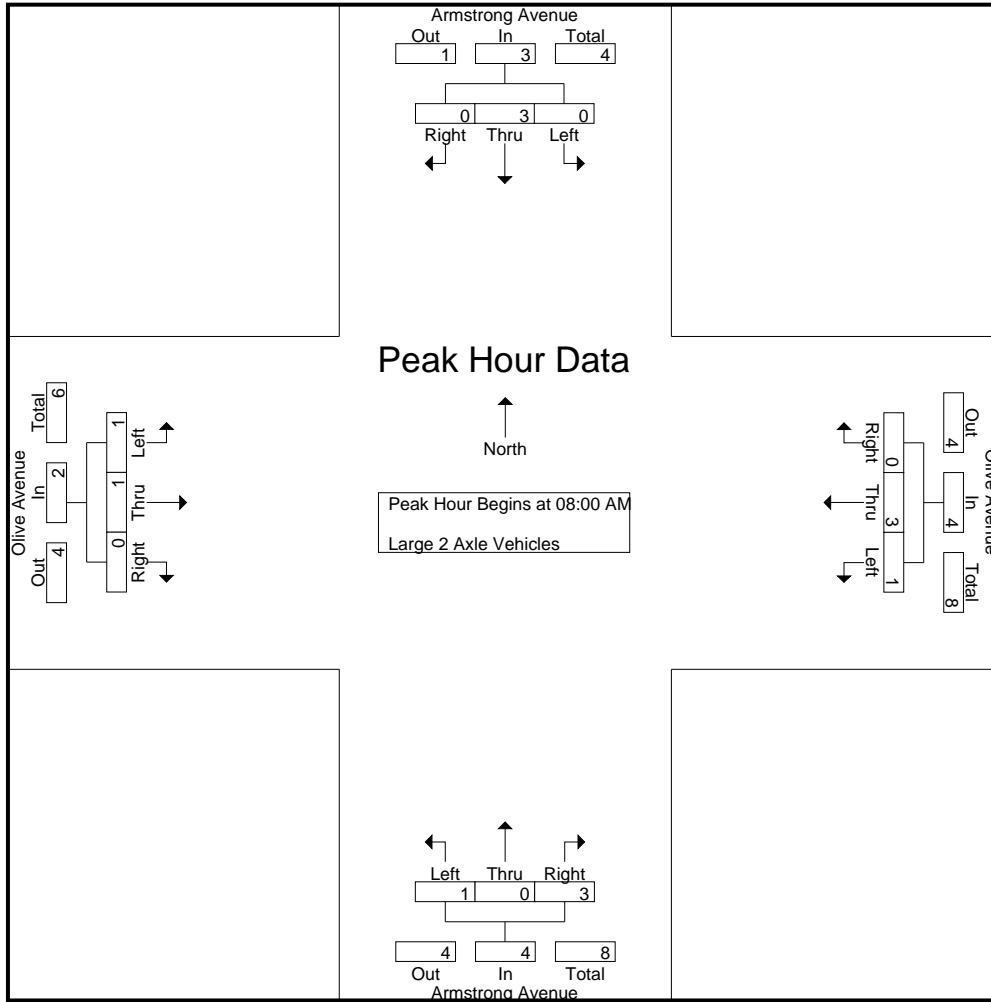 Armstrong Avenue
Out In Total
1 3 4
0 3 0
Right Thru Left
Peak Hour Data
North
Peak Hour Begins at 08:00 AM
Large 2 Axle Vehicles
Olive Avenue
Total In Out
6 2 4
1 1 0
Left Thru Right
Right Thru Left
0 3 1
Out In Total
4 4 8
Olive Avenue
Left Thru Right
1 0 3
4 4 8
Out In Total
Armstrong Avenue